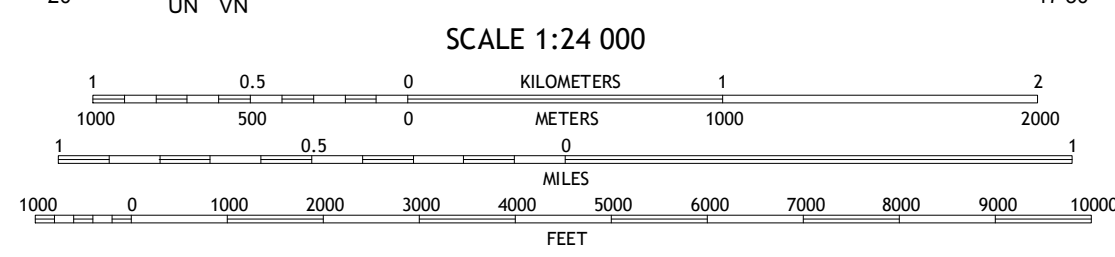 UN VN
SCALE 1:24 000
1 0.5 0 KILOMETERS 1 2
1000 500 0 METERS 1000 2000
1 0.5 0 1
MILES
1000 0 1000 2000 3000 4000 5000 6000 7000 8000 9000 10000
FEET